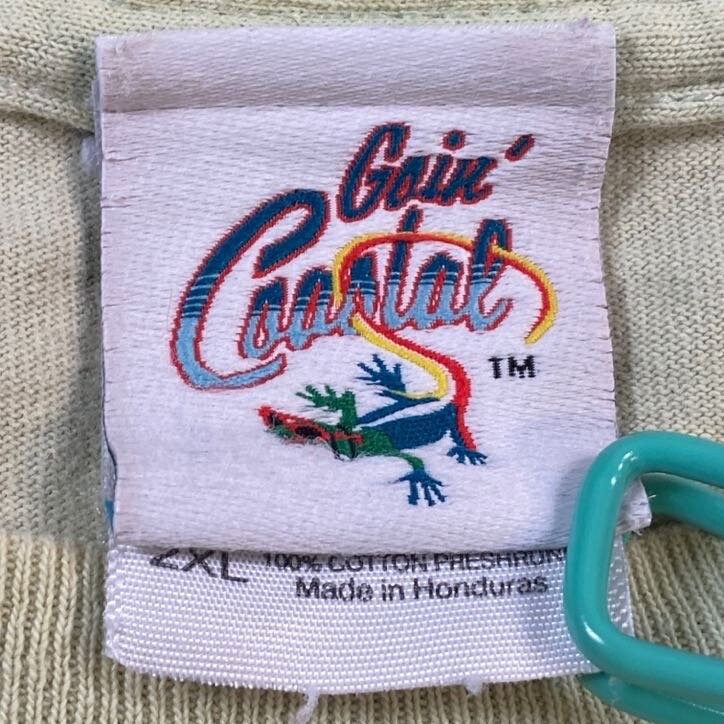 Goin'
Coastal
TM
2XL 100% COTTON PRESHRUNK
Made in Honduras